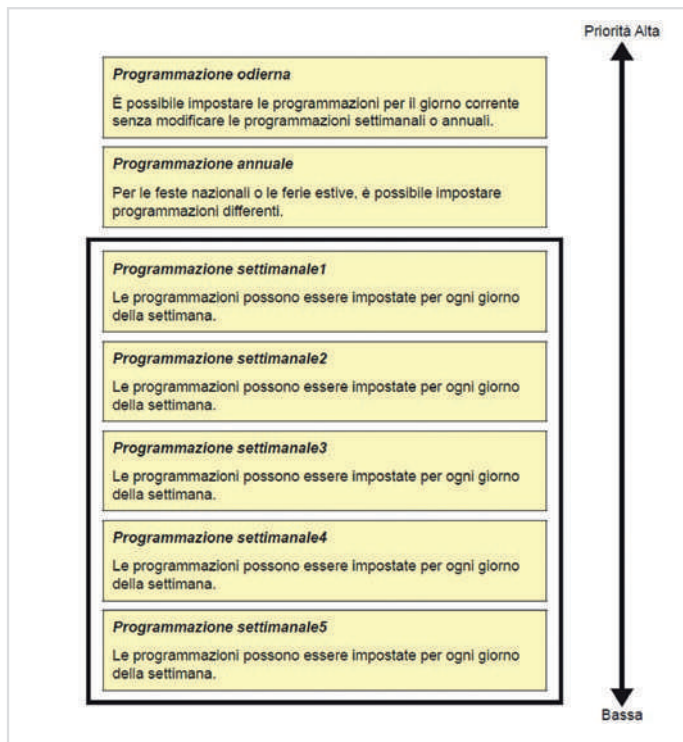 Priorità Alta
Programmazione odierna
È possibile impostare le programmazioni per il giorno corrente
senza modificare le programmazioni settimanali o annuali.
Programmazione annuale
Per le feste nazionali o le ferie estive, è possibile impostare
programmazioni differenti.
Programmazione settimanale1
Le programmazioni possono essere impostate per ogni giorno
della settimana.
Programmazione settimanale2
Le programmazioni possono essere impostate per ogni giorno
della settimana.
Programmazione settimanale3
Le programmazioni possono essere impostate per ogni giorno
della settimana.
Programmazione settimanale4
Le programmazioni possono essere impostate per ogni giorno
della settimana.
Programmazione settimanale5
Le programmazioni possono essere impostate per ogni giorno
della settimana.
Bassa